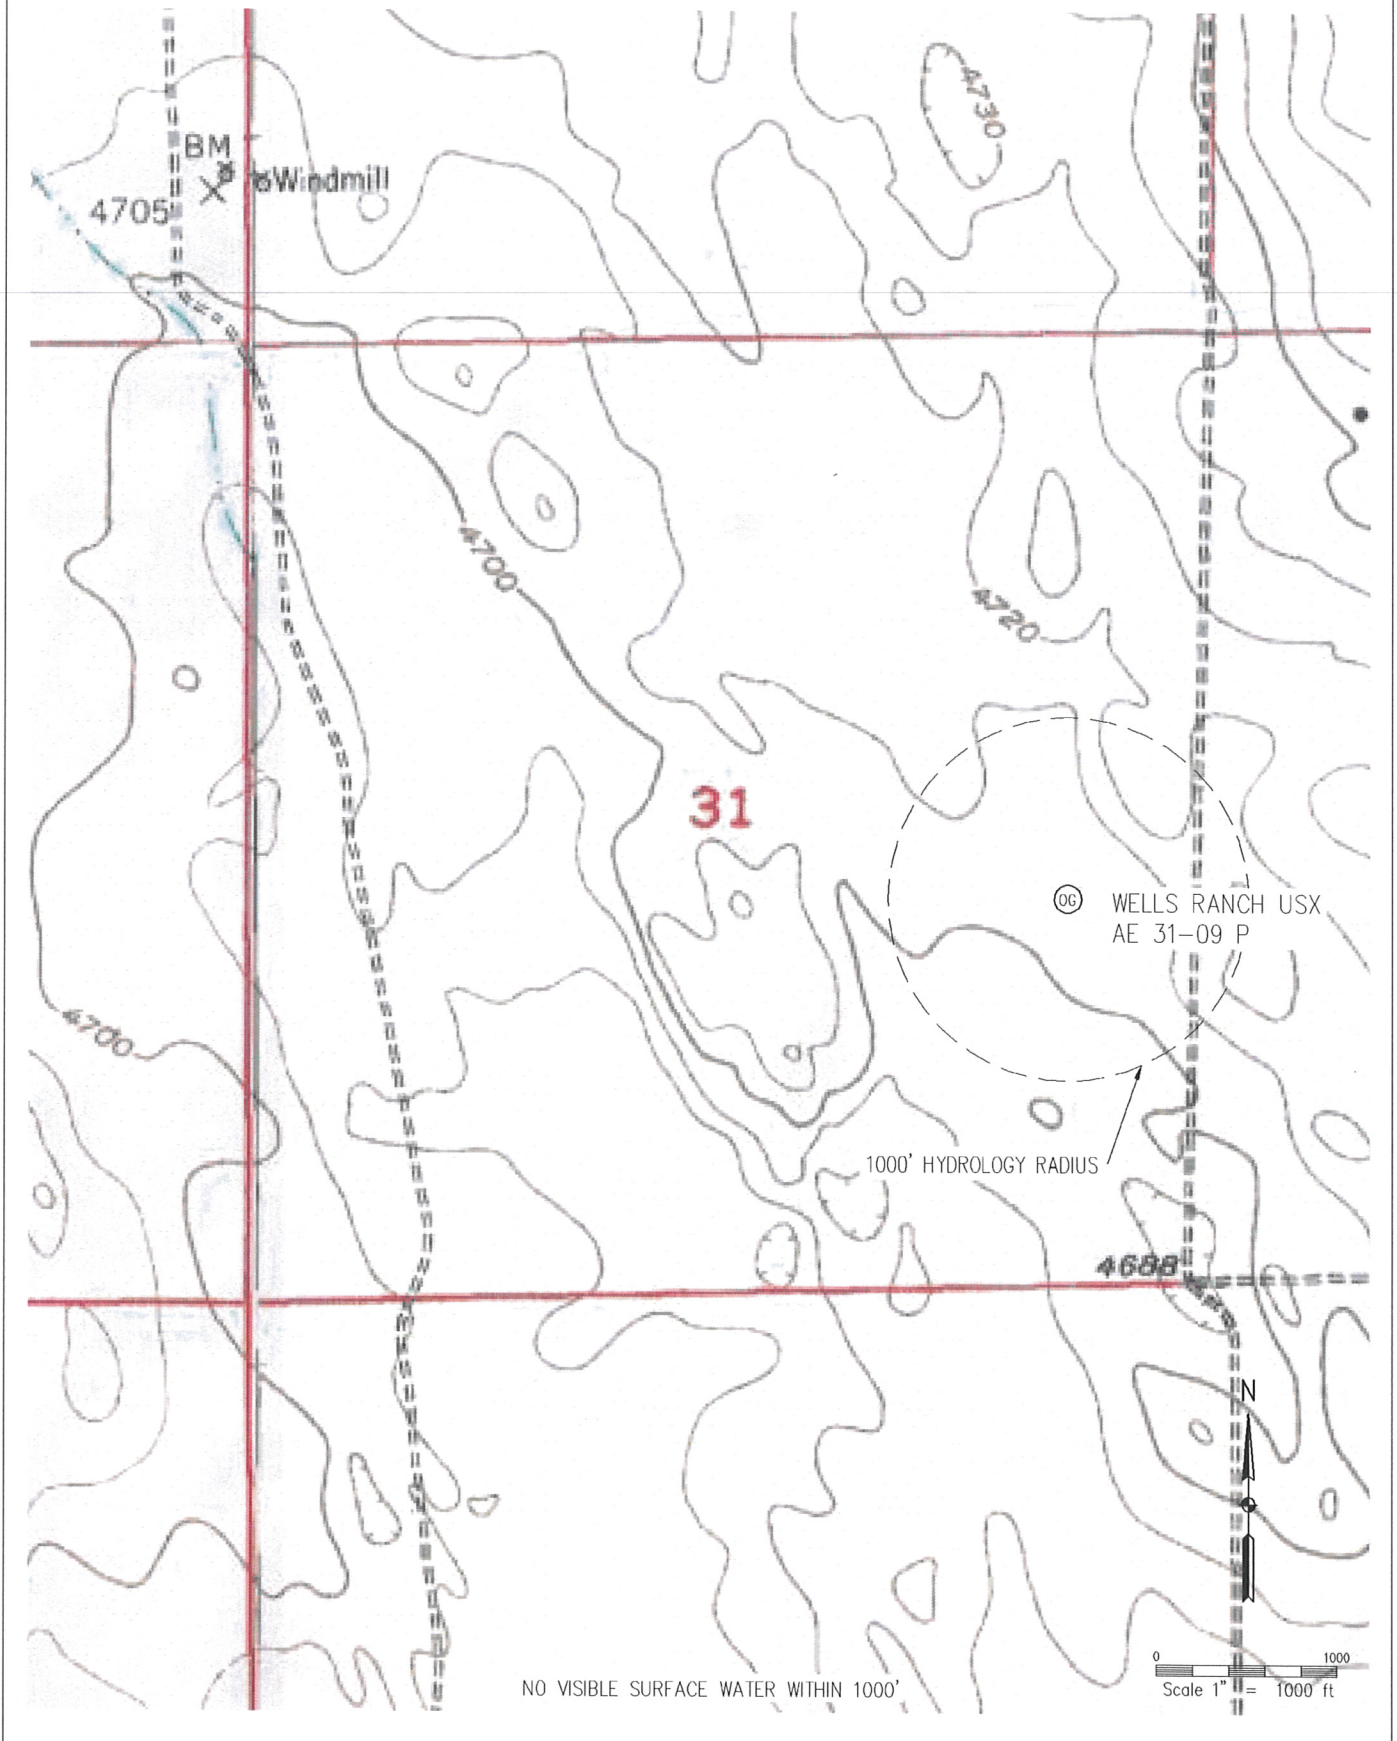 4730
BM
Windmill
4705
4700
4720
31
OG
WELLS RANCH USX
AE 31-09 P
4700
1000' HYDROLOGY RADIUS
4688
N
0 1000
Scale 1" = 1000 ft
NO VISIBLE SURFACE WATER WITHIN 1000'